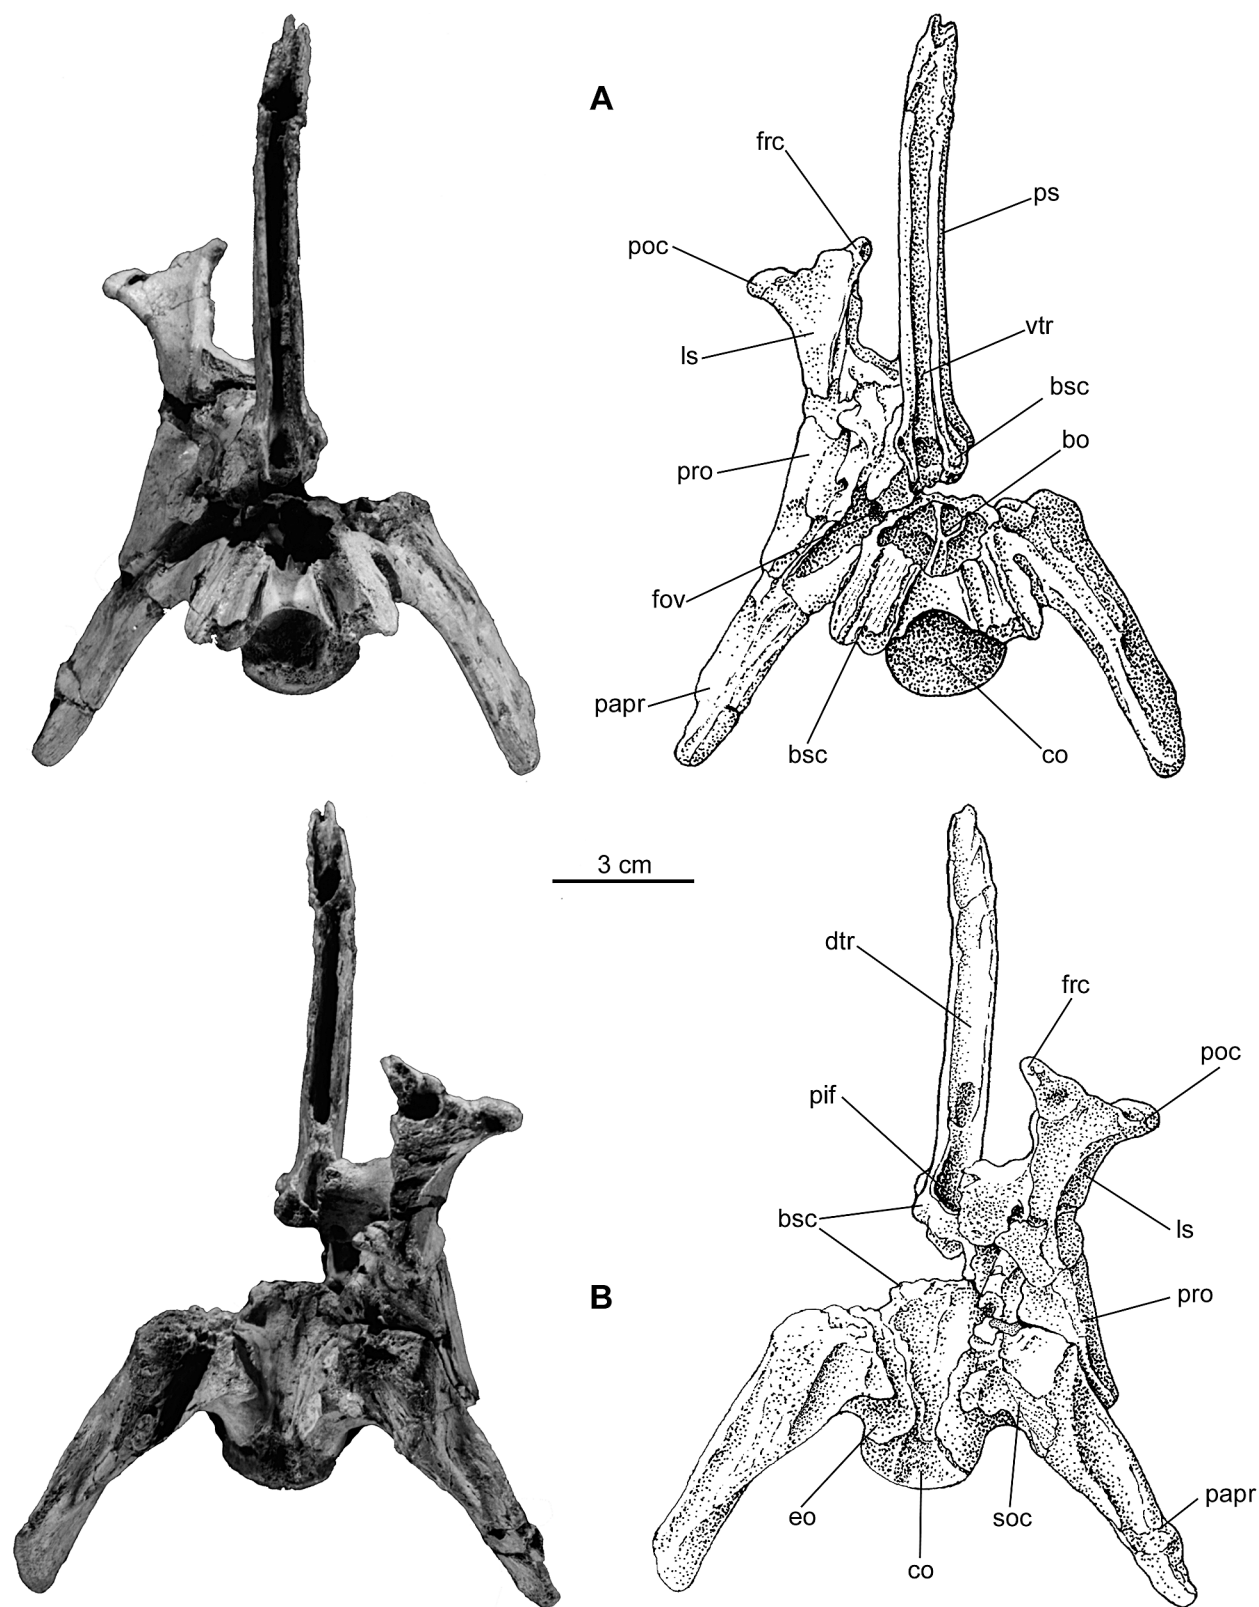 A
frc
ps
poc
vtr
ls
bsc
bo
pro
fov
papr
bsc
co
3 cm
dtr
frc
poc
pif
bsc
ls
B
pro
papr
eo
soc
co